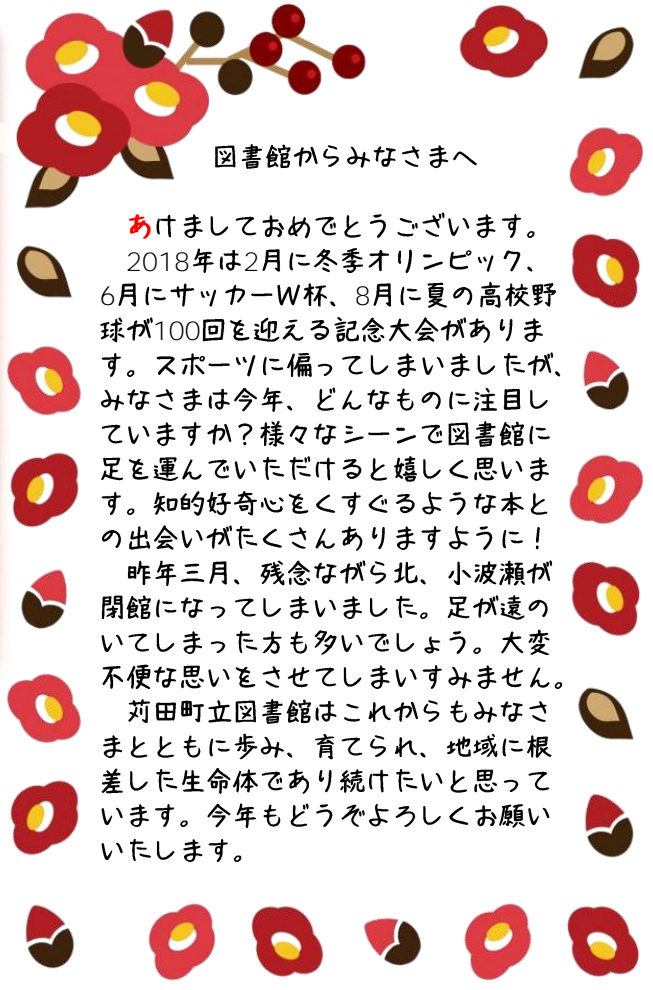 図書館からみなさまへ
あけましておめでとうございます。
2018年は2月に冬季オリンピック、
6月にサッカーW杯、8月に夏の高校野
球が100回を迎える記念大会がありま
す。スポーツに偏ってしまいましたが、
みなさまは今年、どんなものに注目し
ていますか？様々なシーンで図書館に
足を運んでいただけると嬉しく思いま
す。知的好奇心をくすぐるような本と
の出会いがたくさんありますように！
昨年三月、残念ながら北、小波瀬が
閉館になってしまいました。足が遠の
いてしまった方も多いでしょう。大変
不便な思いをさせてしまいすみません。
苅田町立図書館はこれからもみなさ
まとともに歩み、育てられ、地域に根
差した生命体であり続けたいと思って
います。今年もどうぞよろしくお願い
いたします。